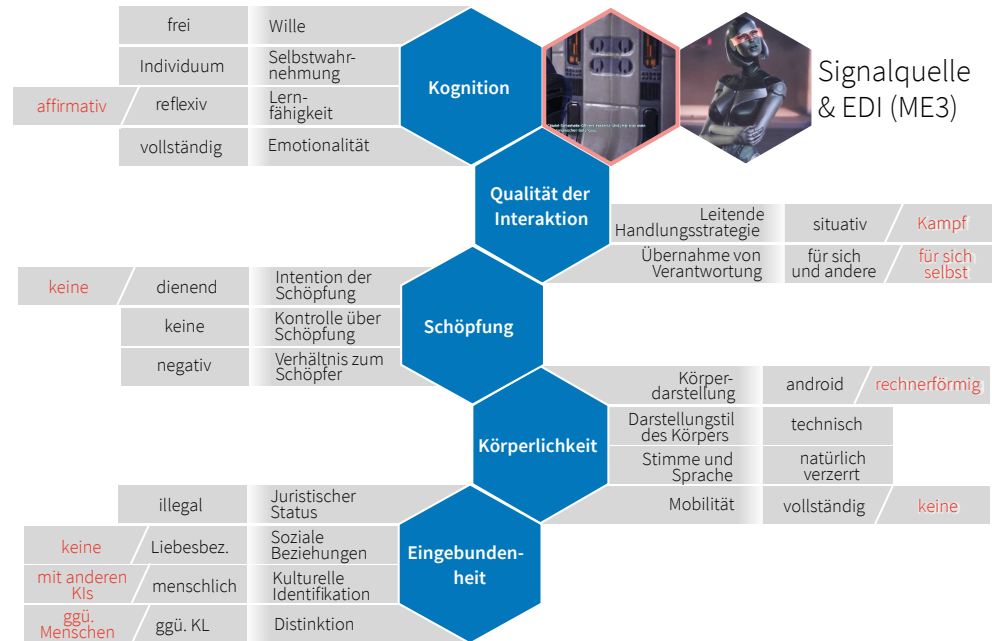 frei
Wille
Individuum
Selbstwahr-
nehmung
affirmativ
reflexiv
Lern-
fähigkeit
vollständig
Emotionalität
Kognition
Signalquelle
& EDI (ME3)
Qualität der
Interaktion
Leitende
Handlungsstrategie
situativ
Kampf
Übernahme von
Verantwortung
für sich
und andere
für sich
selbst
keine
dienend
Intention der
Schöpfung
keine
Kontrolle über
Schöpfung
negativ
Verhältnis zum
Schöpfer
Schöpfung
Körper-
darstellung
android
rechnerförmig
Darstellungstil
des Körpers
technisch
Stimme und
Sprache
natürlich
verzerrt
Mobilität
vollständig
keine
Körperlichkeit
illegal
Juristischer
Status
keine
Liebesbez.
Soziale
Beziehungen
mit anderen
KIs
menschlich
Kulturelle
Identifikation
ggü.
Menschen
ggü. KL
Distinktion
Eingebunden-
heit